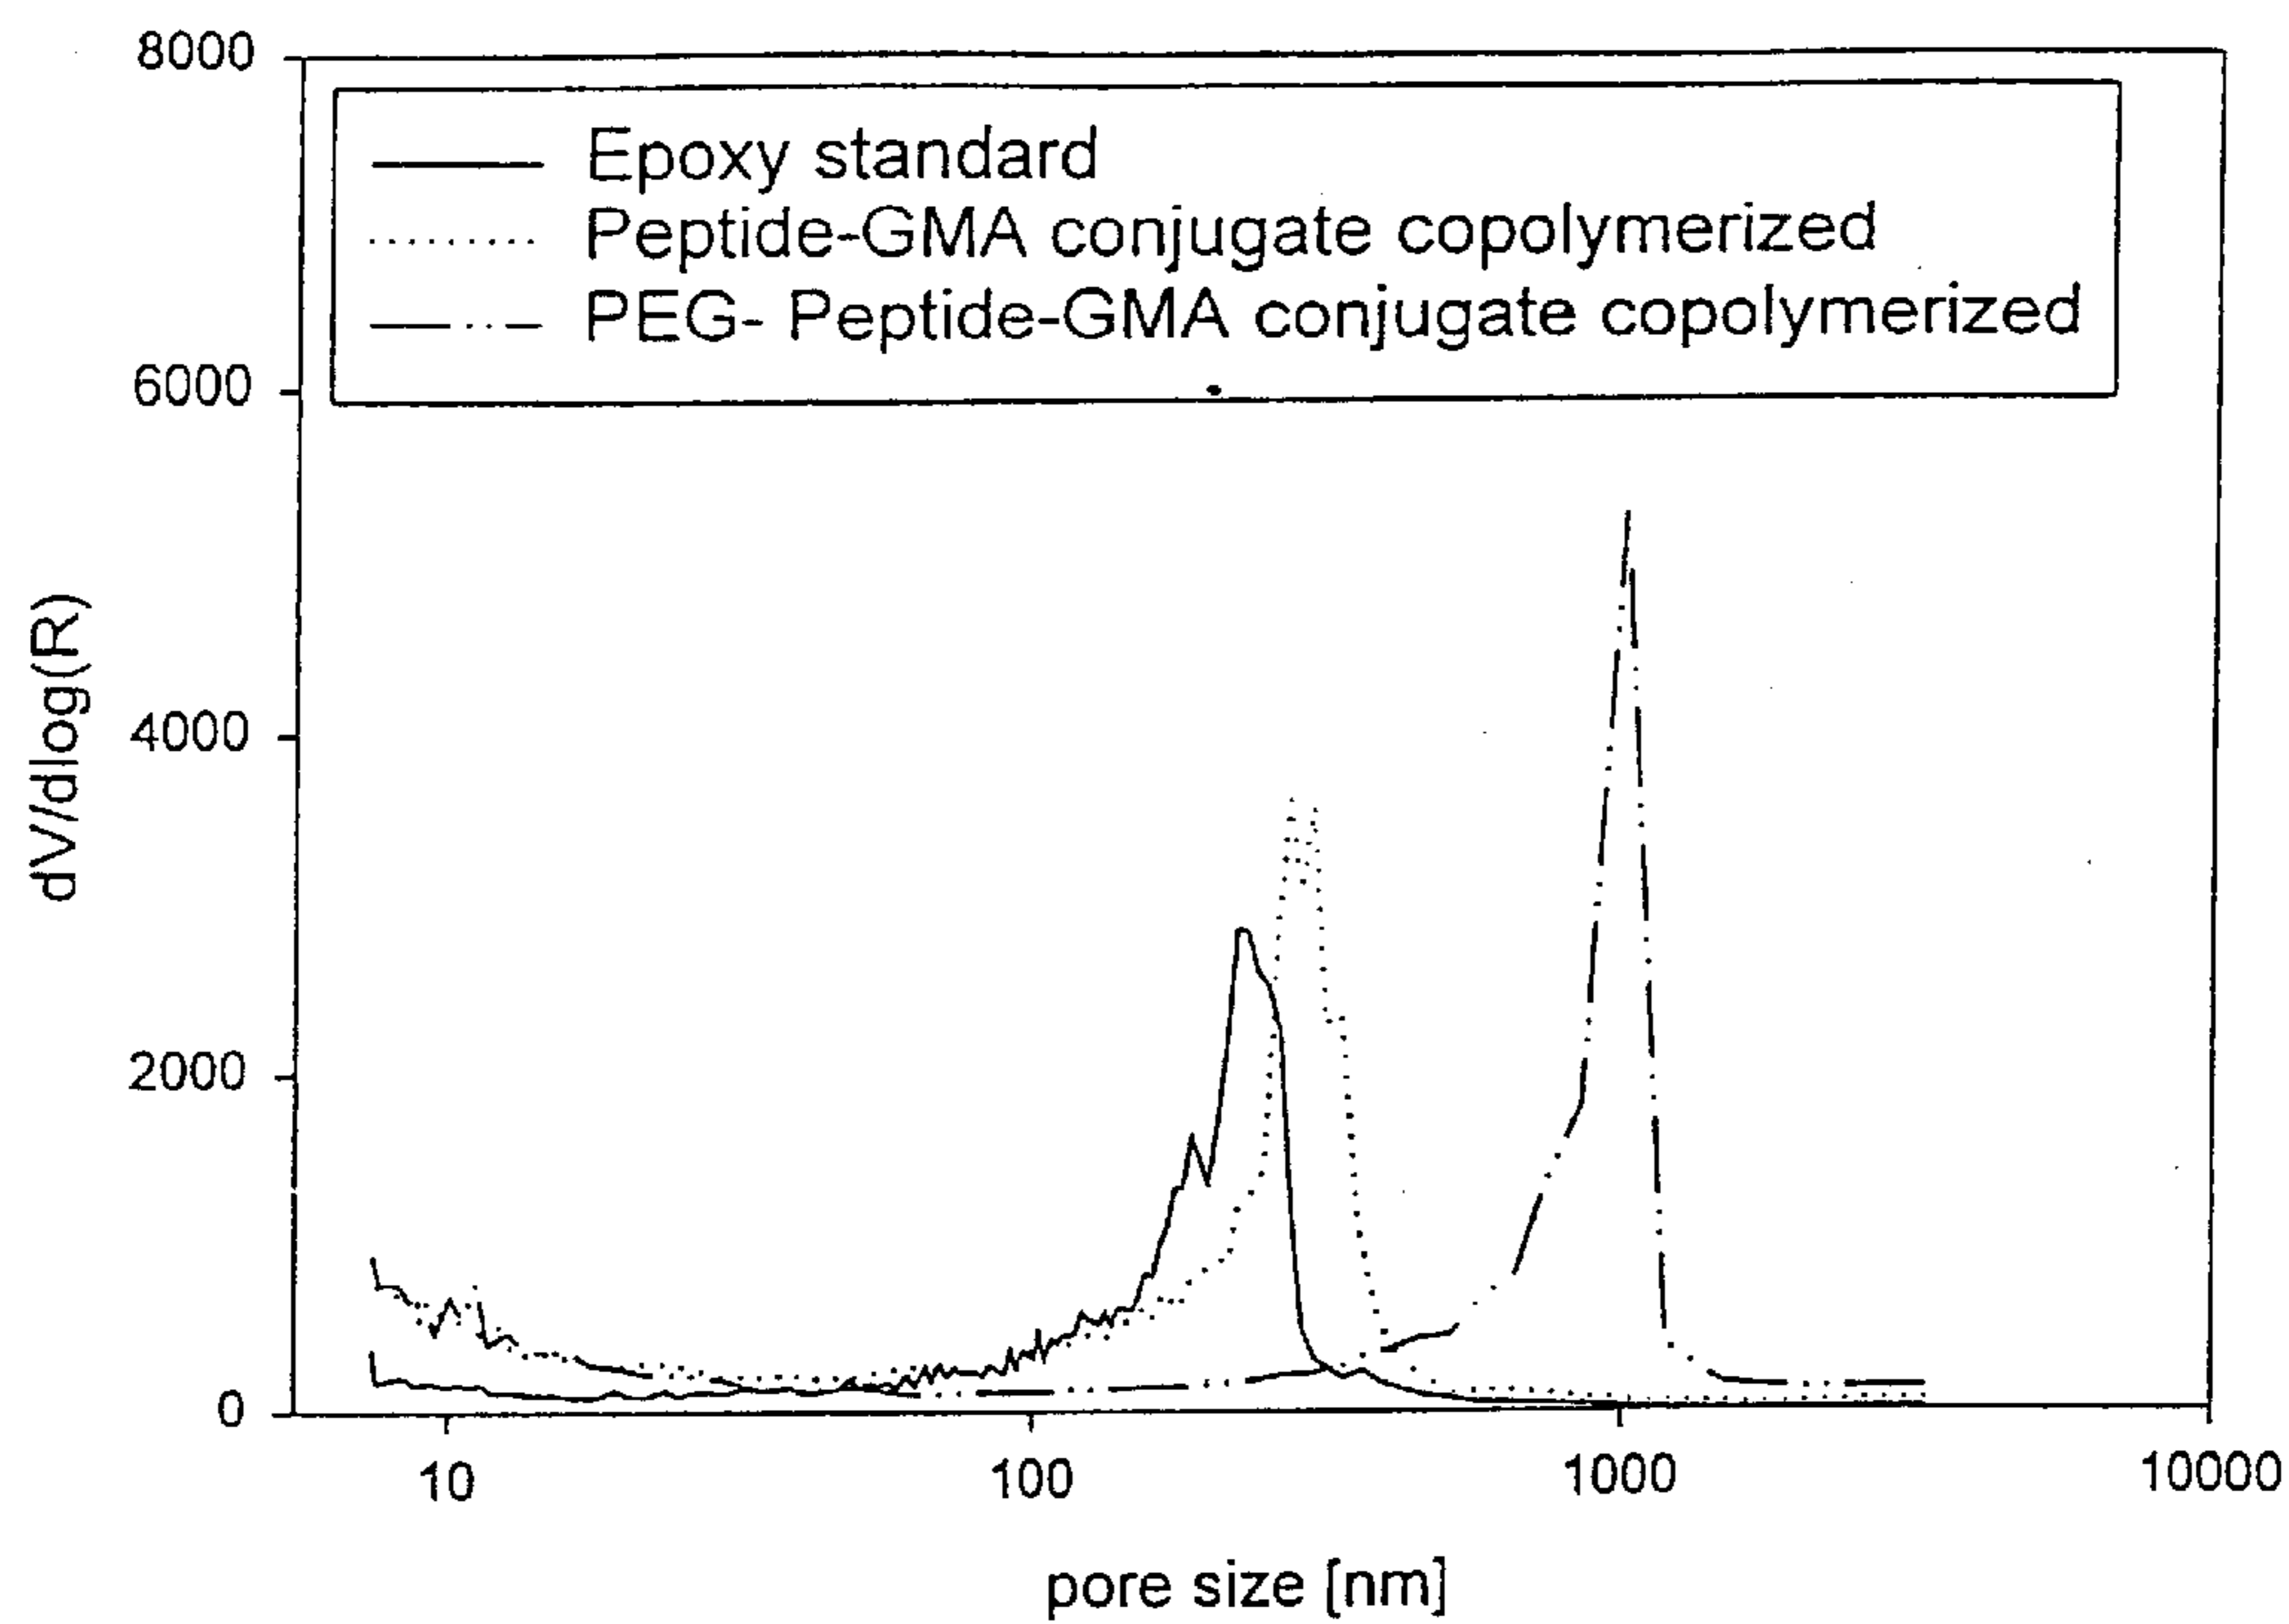 8000
6000
4000
2000
0
dV/dlog(R)
Epoxy standard
Peptide-GMA conjugate copolymerized
PEG- Peptide-GMA conjugate copolymerized
10
100
1000
10000
pore size [nm]